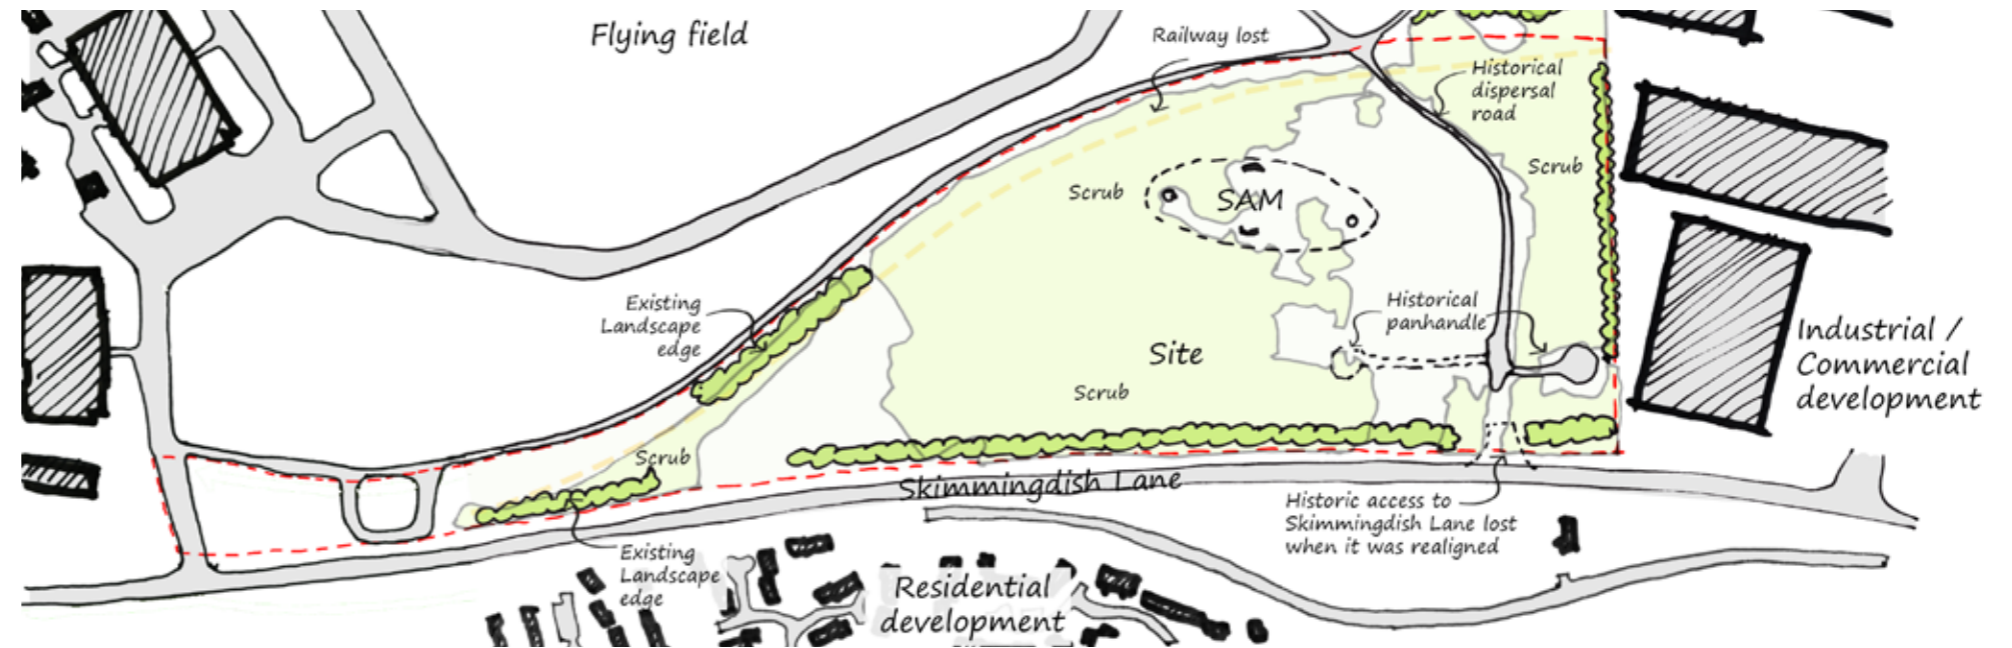 Flying field
Railway lost
Historical
dispersal
road
Scrub
Scrub
SAM
Existing
Landscape
edge
Historical
panhandle
Site
Industrial /
Commercial
development
Scrub
Scrub
Skimmingdish Lane
Historic access to
Skimmingdish Lane lost
when it was realigned
Existing
Landscape
edge
Residential
development